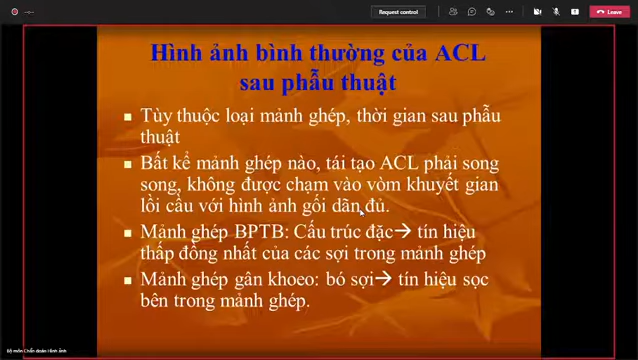 Request control
Leave
Hình ảnh bình thường của ACL
sau phẫu thuật
Tùy thuộc loại mảnh ghép, thời gian sau phẫu
thuật
Bất kể mảnh ghép nào, tái tạo ACL phải song
song, không được chạm vào vòm khuyết gian
lồi cầu với hình ảnh gối dãn đủ.
Mảnh ghép BPTB: Cấu trúc đặc→ tín hiệu
thấp đồng nhất của các sợi trong mảnh ghép
Mảnh ghép gân khoeo: bó sợi→ tín hiệu sọc
bên trong mảnh ghép.
Bộ môn Chẩn đoán Hình ảnh